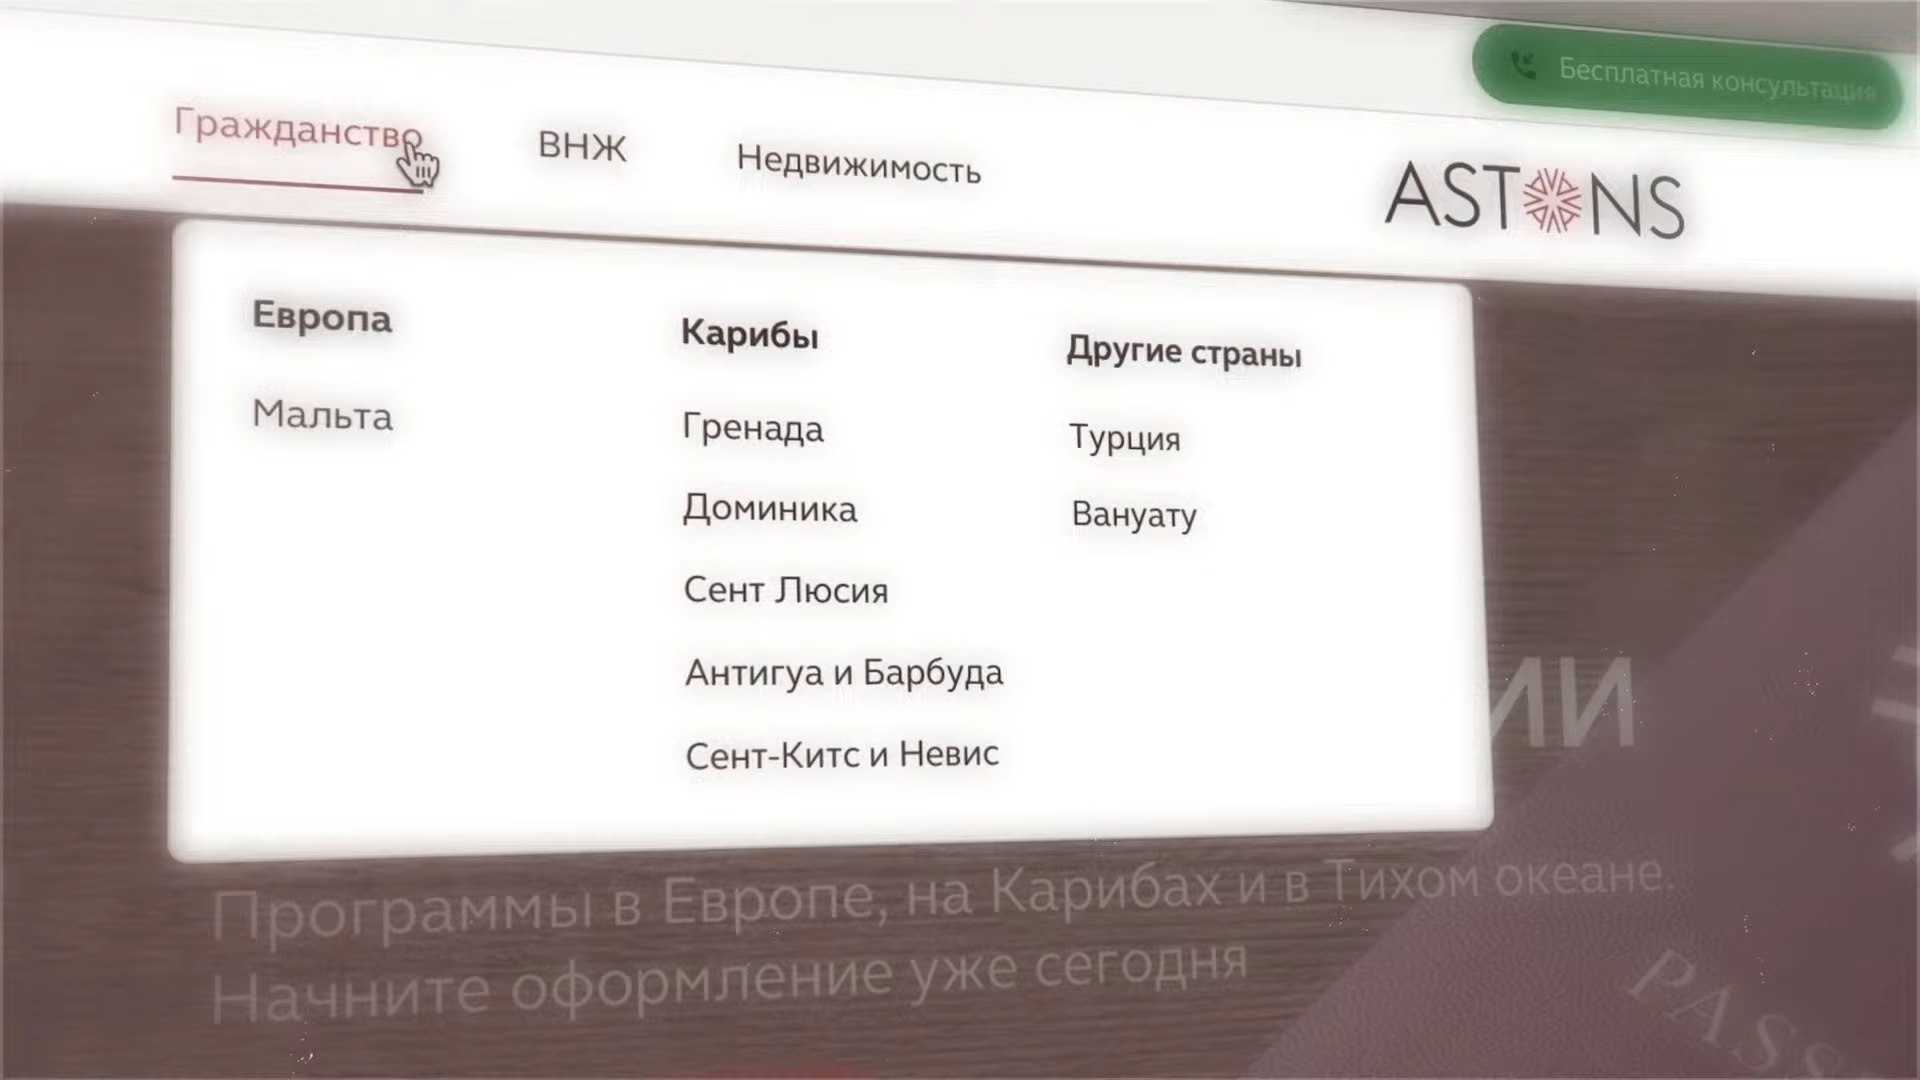 Бесплатная консультация
Гражданство
ВНЖ
Недвижимость
ASTONS
Европа
Мальта
Карибы
Гренада
Доминика
Сент Люсия
Антигуа и Барбуда
Сент-Китс и Невис
Другие страны
Турция
Вануату
Программы в Европе, на Карибах и в Тихом океане.
Начните оформление уже сегодня